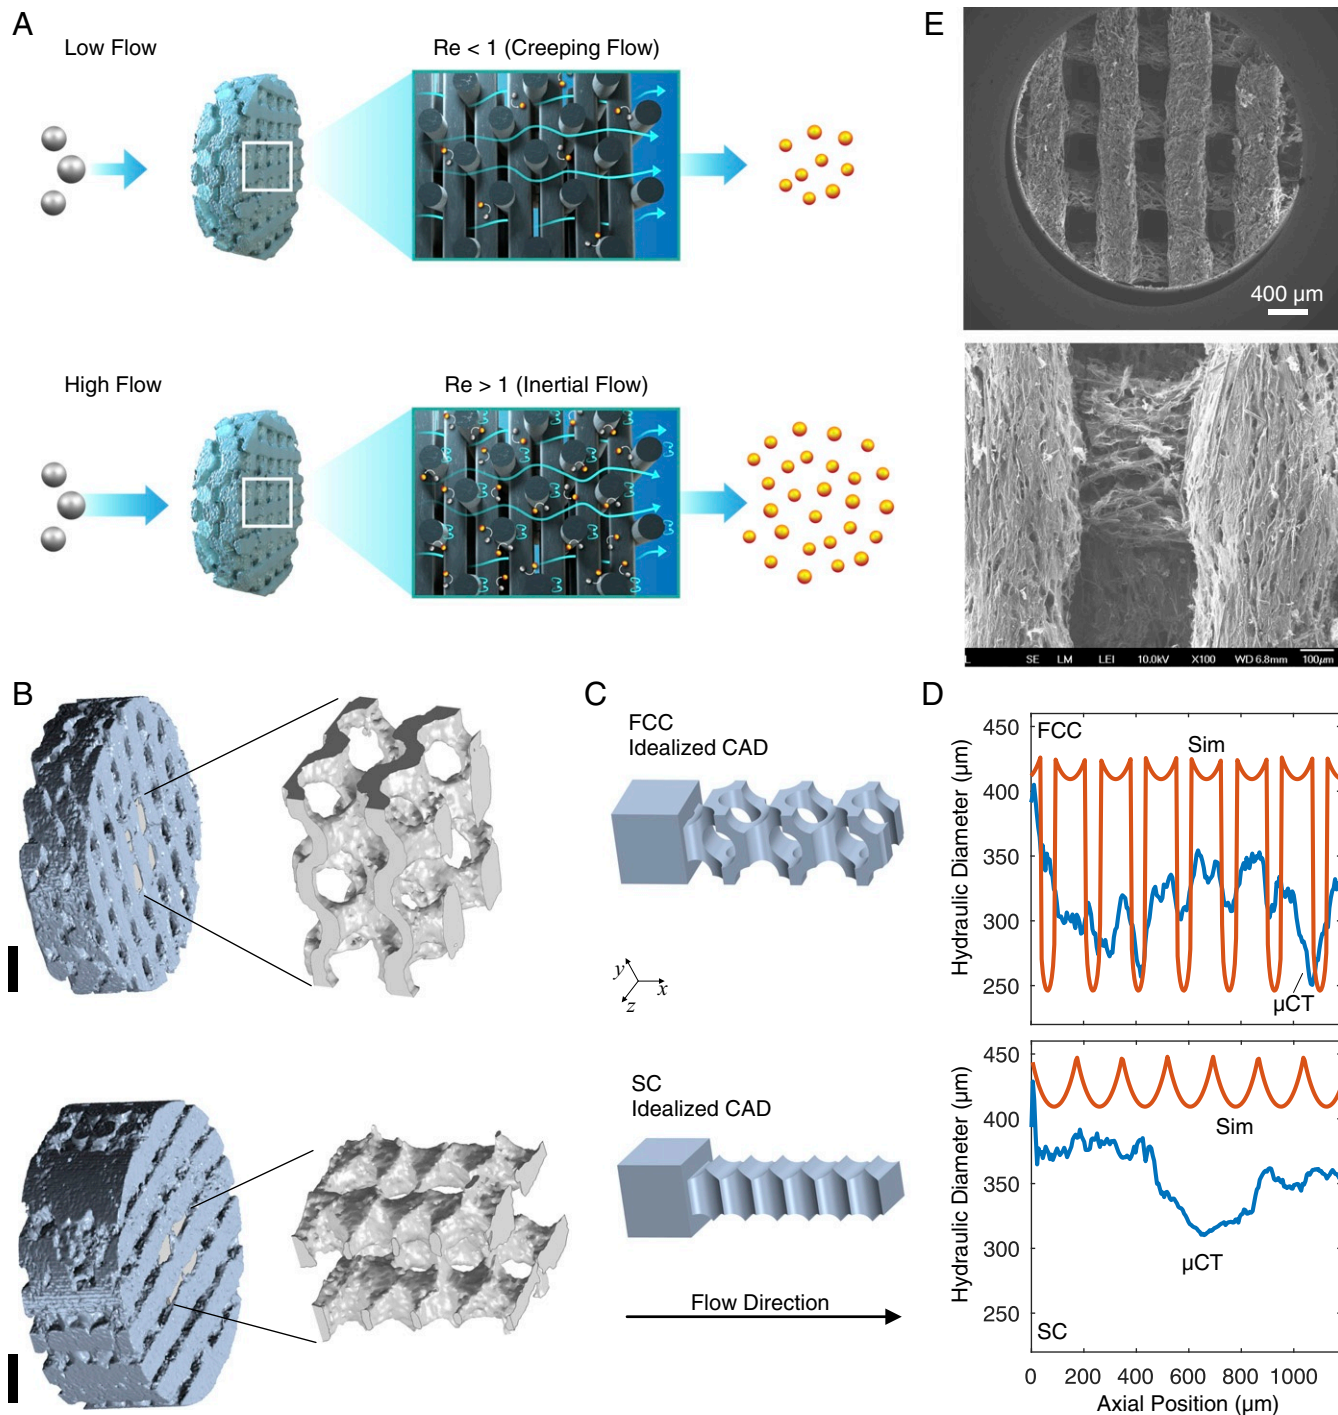 A
Low Flow
Re < 1 (Creeping Flow)
High Flow
Re > 1 (Inertial Flow)
E
400 µm
L SE LM LEI 10.0kV X100 WD 6.8mm 100µm
B
C
FCC
Idealized CAD
y
z
x
SC
Idealized CAD
Flow Direction
D
Hydraulic Diameter (µm)
450
400
350
300
250
FCC
Sim
µCT
Hydraulic Diameter (µm)
450
400
350
300
250
Sim
µCT
SC
0 200 400 600 800 1000
Axial Position (µm)